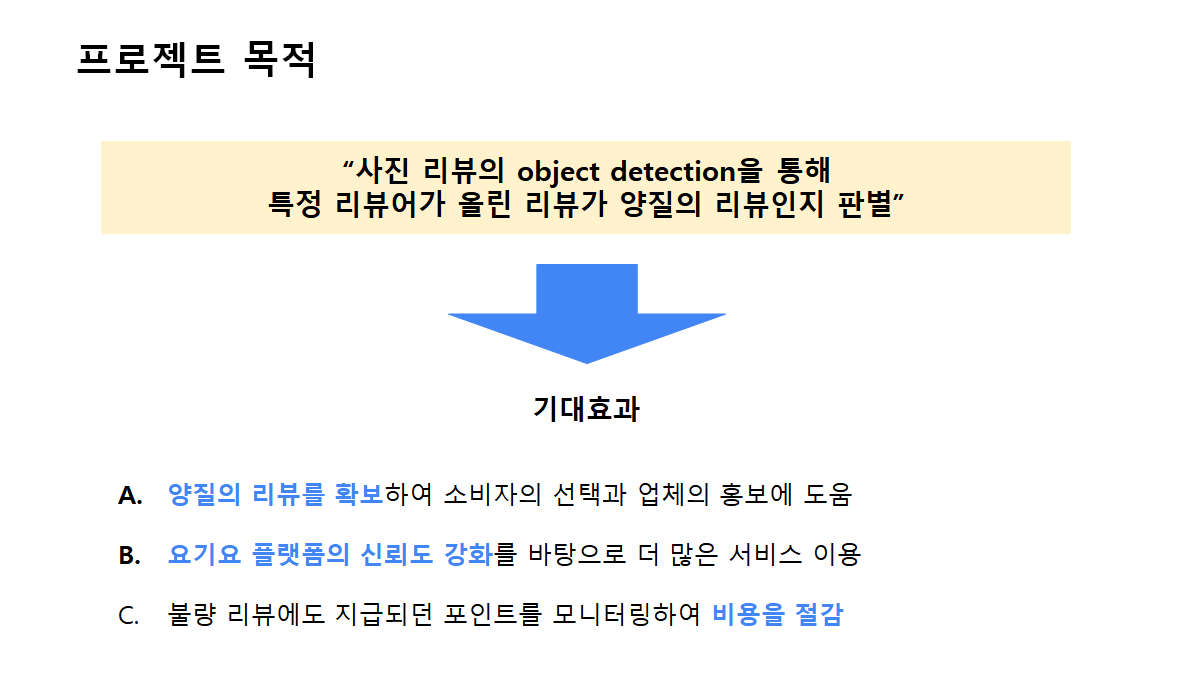 프로젝트 목적
“사진 리뷰의 object detection을 통해
특정 리뷰어가 올린 리뷰가 양질의 리뷰인지 판별”
기대효과
A. 양질의 리뷰를 확보하여 소비자의 선택과 업체의 홍보에 도움
B. 요기요 플랫폼의 신뢰도 강화를 바탕으로 더 많은 서비스 이용
C. 불량 리뷰에도 지급되던 포인트를 모니터링하여 비용을 절감